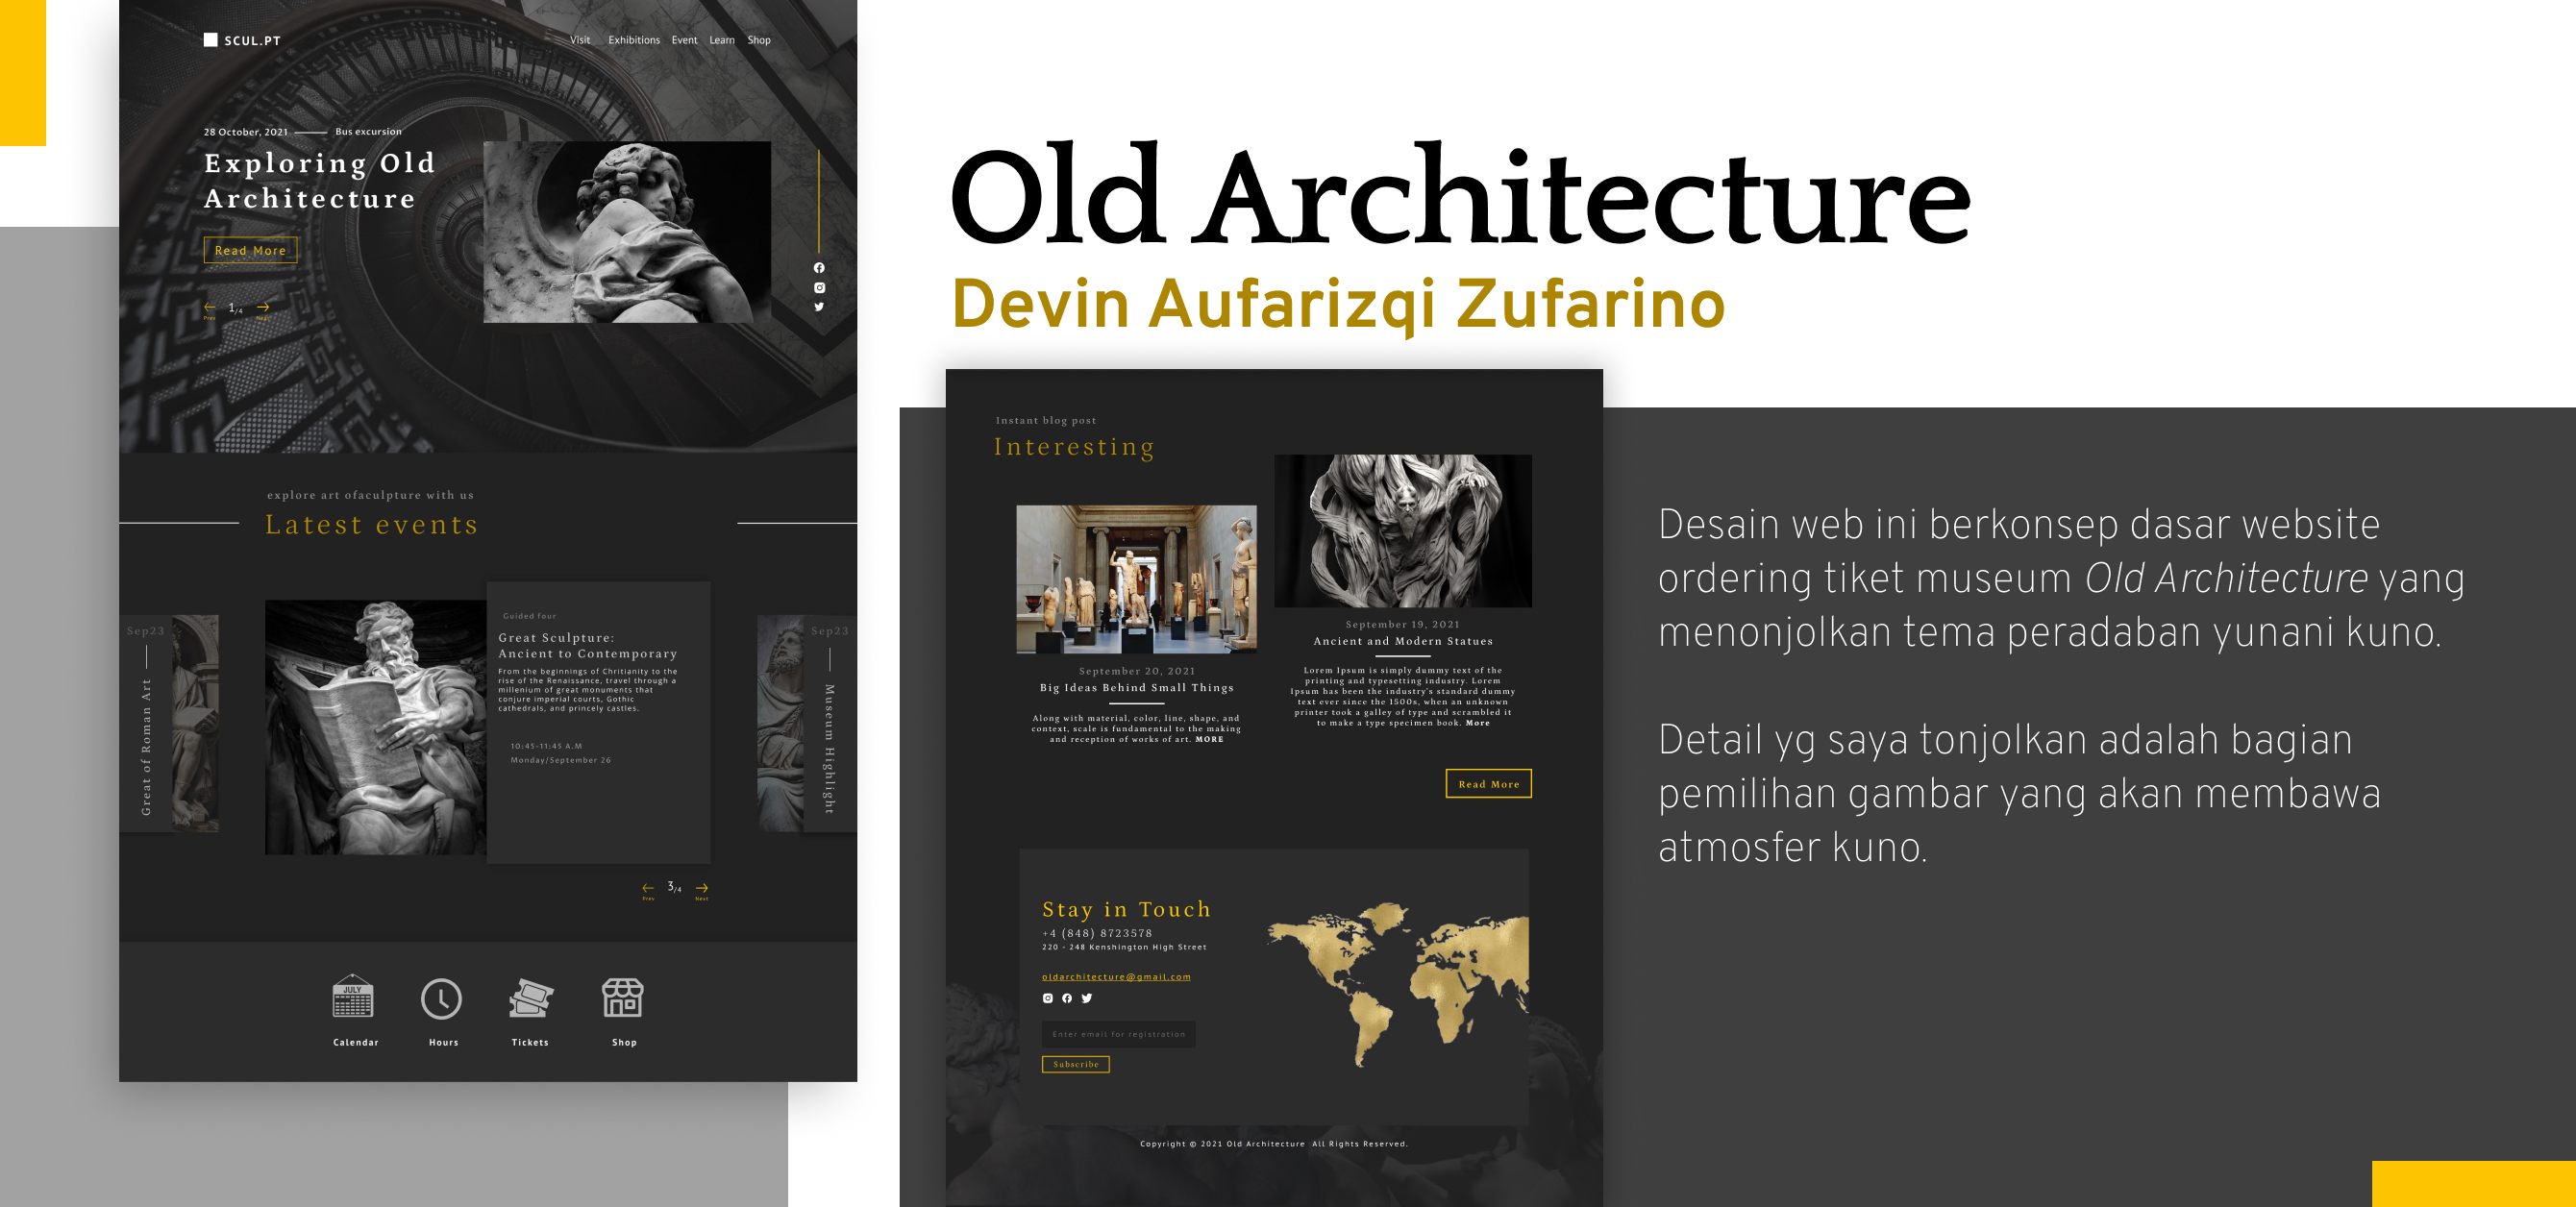 SCUL.PT
Visit Exhibitions Event Learn Shop
28 October, 2021 Bus excursion
Exploring Old
Architecture
Read More
1/4
Prev Next
explore art ofaculpture with us
Latest events
Sep23
Great of Roman Art
Guided four
Great Sculpture:
Ancient to Contemporary
From the beginnings of Chritianity to the
rise of the Renaissance, travel through a
millenium of great monuments that
conjure imperial courts, Gothic
cathedrals, and princely castles.
10:45-11:45 A.M
Monday/September 26
Sep23
Museum Highlight
3/4
Prev Next
JULY
Calendar Hours Tickets Shop
Old Architecture
Devin Aufarizqi Zufarino
Instant blog post
Interesting
September 20, 2021
Big Ideas Behind Small Things
Along with material, color, line, shape, and
context, scale is fundamental to the making
and reception of works of art. MORE
September 19, 2021
Ancient and Modern Statues
Lorem Ipsum is simply dummy text of the
printing and typesetting industry. Lorem
Ipsum has been the industry's standard dummy
text ever since the 1500s, when an unknown
printer took a galley of type and scrambled it
to make a type specimen book. More
Read More
Stay in Touch
+4 (848) 8723578
220 - 248 Kenshington High Street
oldarchitecture@gmail.com
Enter email for registration
Subscribe
Copyright © 2021 Old Architecture All Rights Reserved.
Desain web ini berkonsep dasar website
ordering tiket museum Old Architecture yang
menonjolkan tema peradaban yunani kuno.
Detail yg saya tonjolkan adalah bagian
pemilihan gambar yang akan membawa
atmosfer kuno.